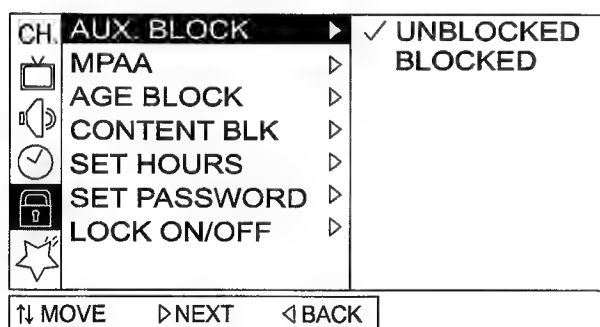 CH. AUX. BLOCK ▶ ✓ UNBLOCKED
MPAA ▷ BLOCKED
AGE BLOCK ▷
CONTENT BLK ▷
SET HOURS ▷
SET PASSWORD ▷
LOCK ON/OFF ▷
↑↓ MOVE ▷NEXT ◁BACK